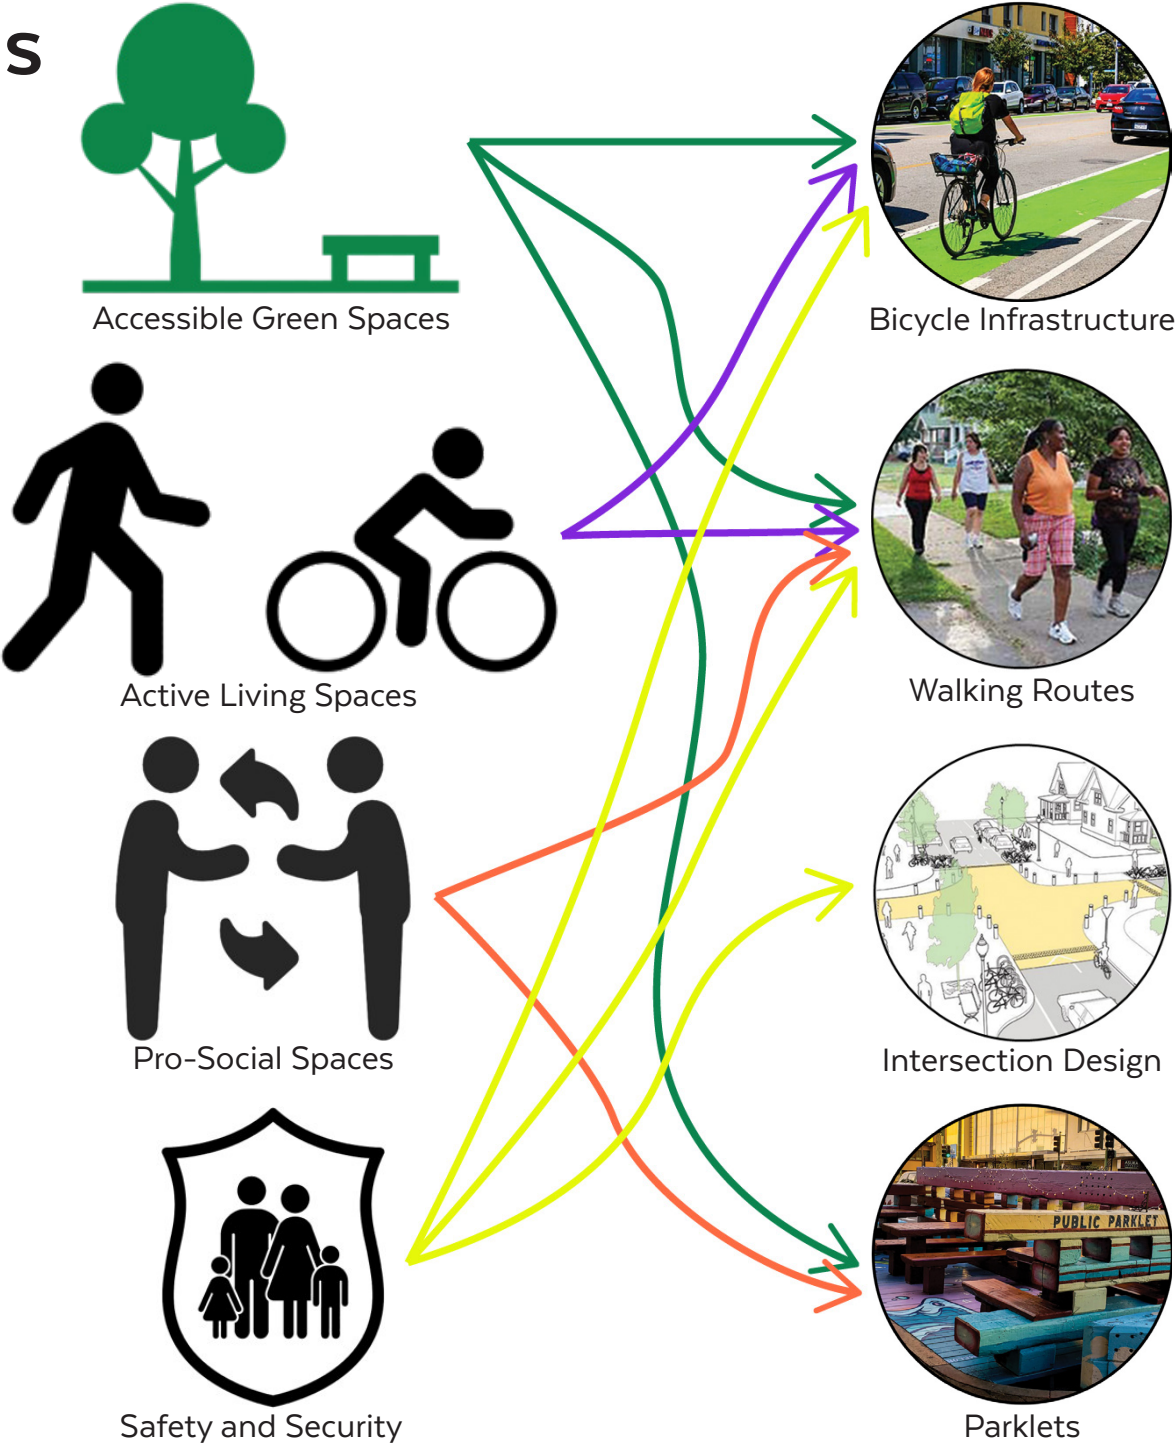 S
Accessible Green Spaces
Bicycle Infrastructure
Active Living Spaces
Walking Routes
Pro-Social Spaces
Intersection Design
PUBLIC PARKLET
Safety and Security
Parklets